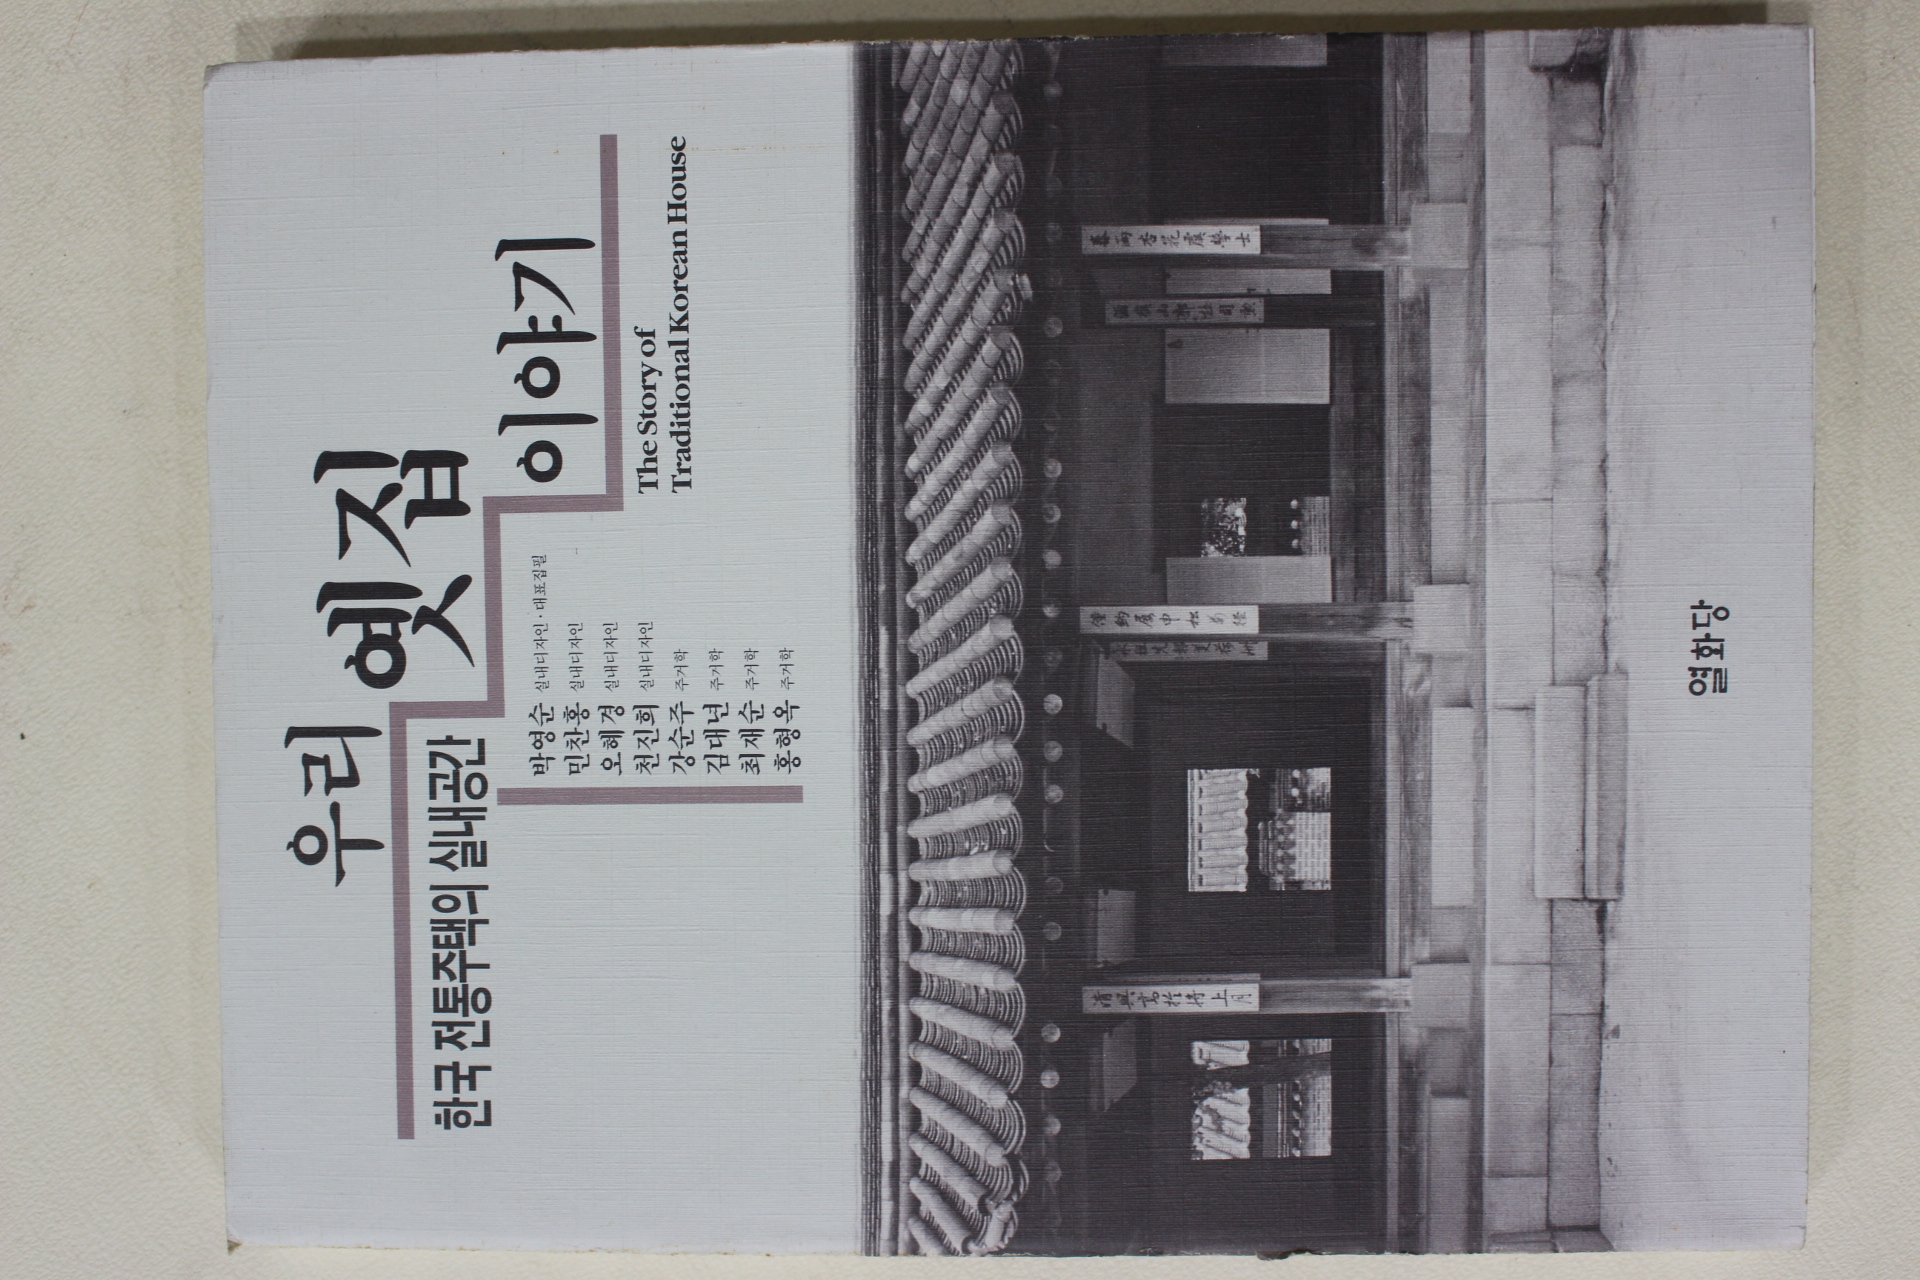 우리
옛집
이야기
한국 전통주택의 실내공간
The Story of
Traditional Korean House
박영순 실내디자인·대표집필
민찬홍 실내디자인
오혜경 실내디자인
천진희 실내디자인
강순주 주거학
김대년 주거학
최재순 주거학
홍형옥 주거학
열화당